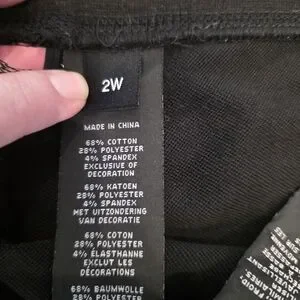 2W
MADE IN CHINA
68% COTTON
28% POLYESTER
4% SPANDEX
EXCLUSIVE OF
DECORATION
68% KATOEN
28% POLYESTER
4% SPANDEX
MET UITZONDERING
VAN DECORATIE
68% COTON
28% POLYESTER
4% ÉLASTHANNE
EXCLUT LES
DÉCORATIONS
68% BAUMWOLLE
28% POLYESTER